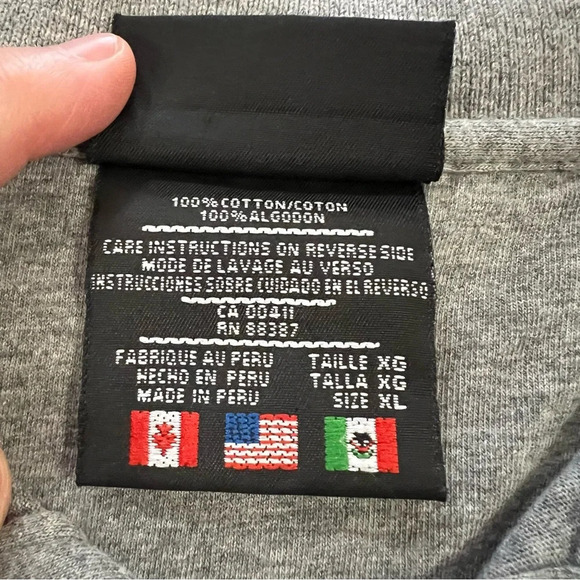 100% COTTON/COTON
100% ALGODON
CARE INSTRUCTIONS ON REVERSE SIDE
MODE DE LAVAGE AU VERSO
INSTRUCCIONES SOBRE CUIDADO EN EL REVERSO
CA 00411
RN 88387
FABRIQUE AU PERU TAILLE XG
HECHO EN PERU TALLA XG
MADE IN PERU SIZE XL